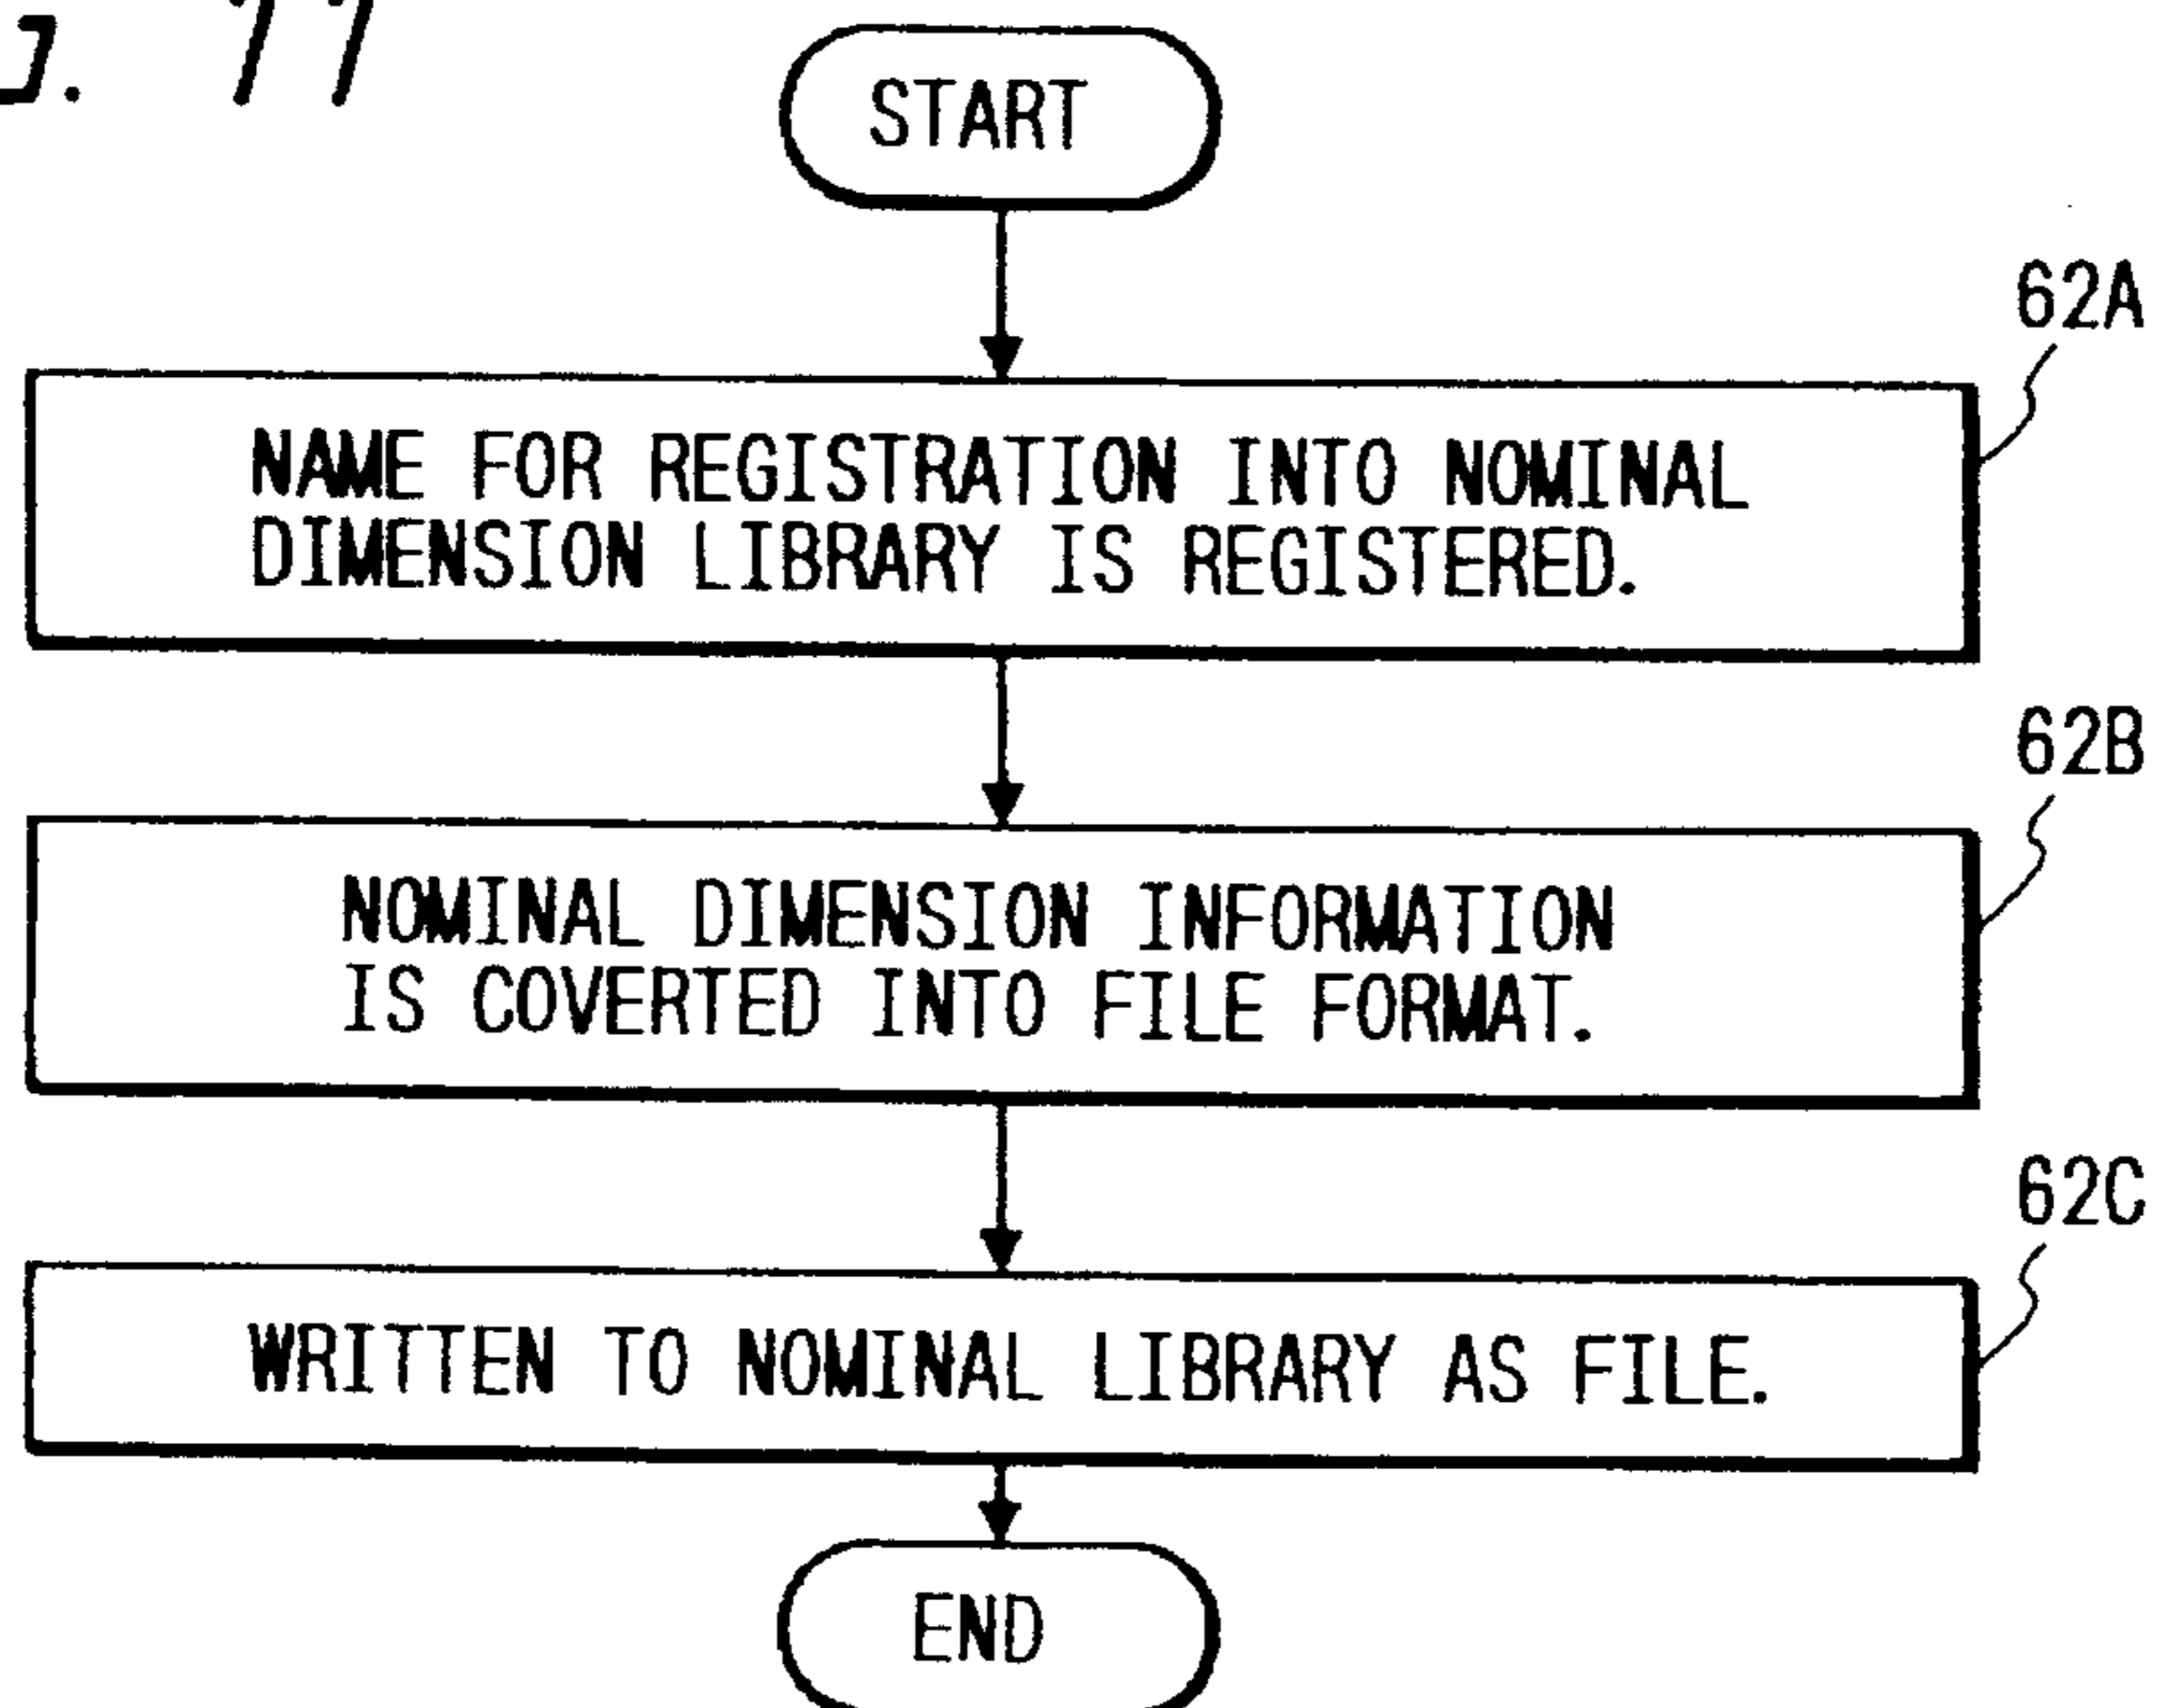 START
62A
NAME FOR REGISTRATION INTO NOMINAL
DIMENSION LIBRARY IS REGISTERED.
62B
NOMINAL DIMENSION INFORMATION
IS COVERTED INTO FILE FORMAT.
62C
WRITTEN TO NOMINAL LIBRARY AS FILE.
END